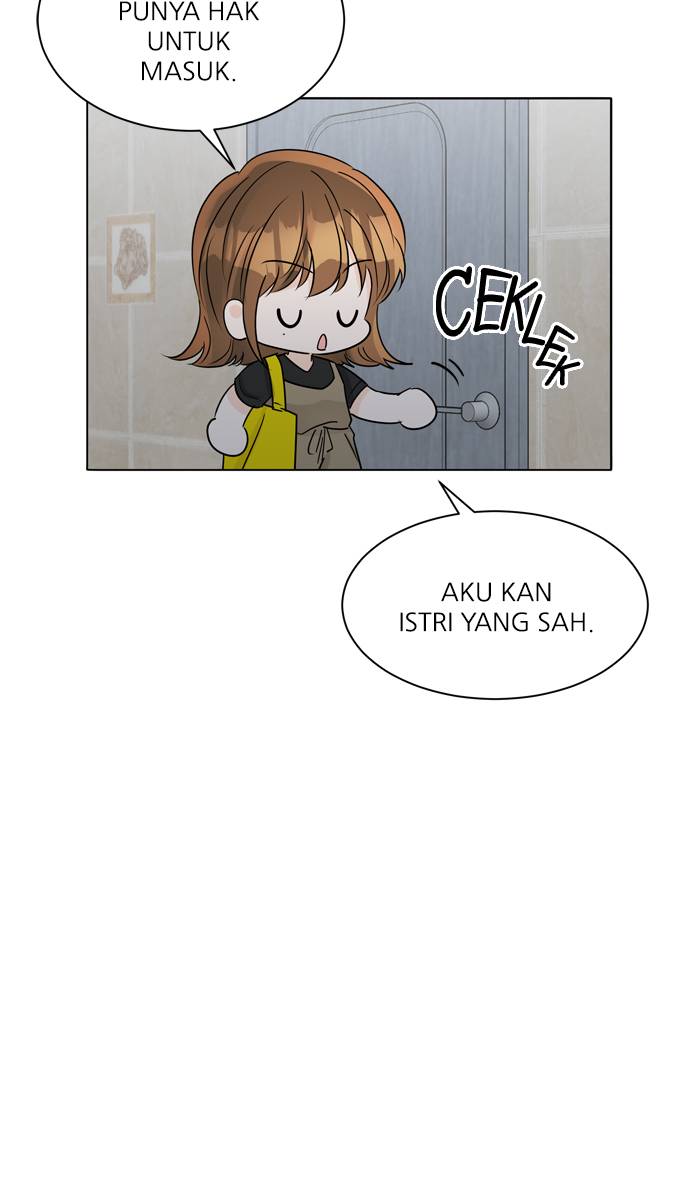 PUNYA HAK
UNTUK
MASUK.
CEKLEK
AKU KAN
ISTRI YANG SAH.